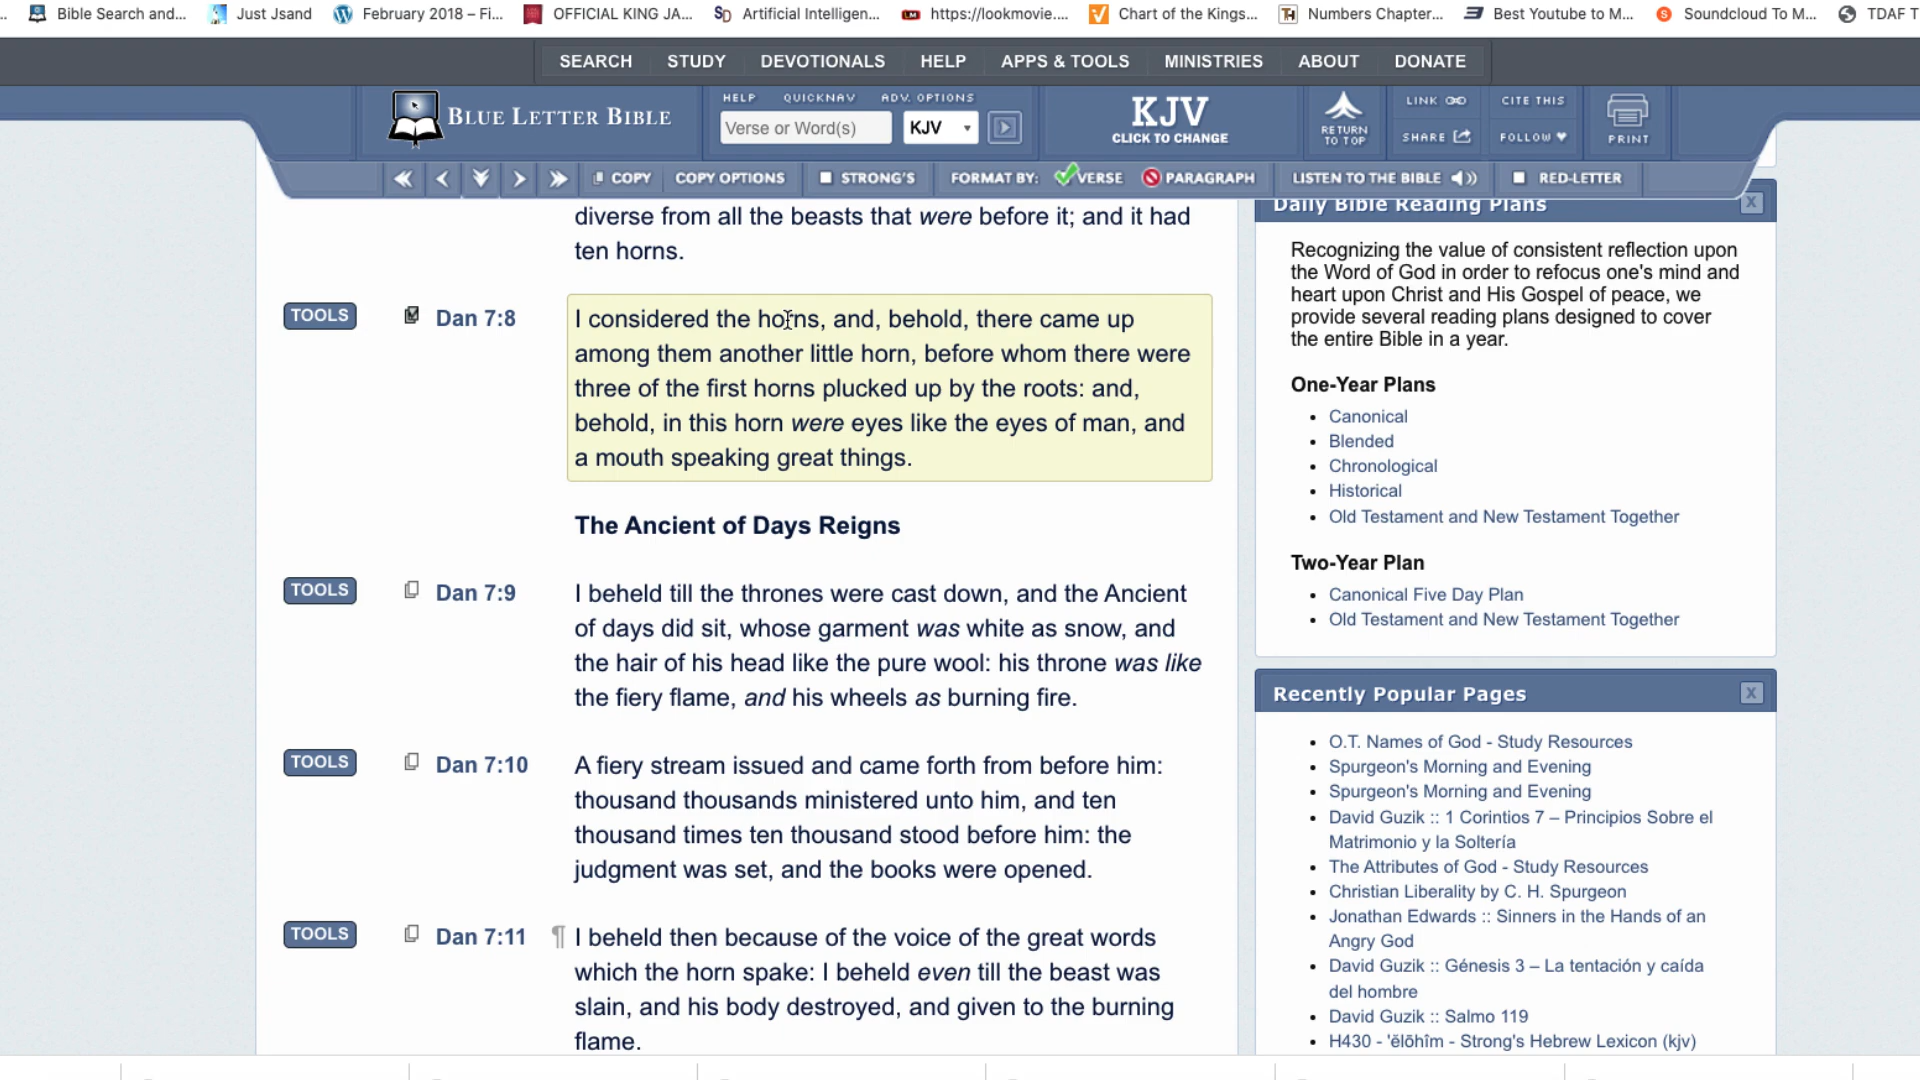 Bible Search and...
Just Jsand
February 2018 – Fi...
OFFICIAL KING JA...
SD Artificial Intelligen...
LM https://lookmovie....
Chart of the Kings...
TH Numbers Chapter...
Best Youtube to M...
Soundcloud To M...
TDAF T
SEARCH STUDY DEVOTIONALS HELP APPS & TOOLS MINISTRIES ABOUT DONATE
BLUE LETTER BIBLE
HELP QUICKNAV ADV. OPTIONS
Verse or Word(s) KJV
KJV
CLICK TO CHANGE
RETURN
TO TOP
LINK
SHARE
CITE THIS
FOLLOW
PRINT
COPY COPY OPTIONS STRONG'S FORMAT BY: VERSE PARAGRAPH LISTEN TO THE BIBLE RED-LETTER
diverse from all the beasts that were before it; and it had
ten horns.
TOOLS Dan 7:8
I considered the horns, and, behold, there came up
among them another little horn, before whom there were
three of the first horns plucked up by the roots: and,
behold, in this horn were eyes like the eyes of man, and
a mouth speaking great things.
The Ancient of Days Reigns
TOOLS Dan 7:9
I beheld till the thrones were cast down, and the Ancient
of days did sit, whose garment was white as snow, and
the hair of his head like the pure wool: his throne was like
the fiery flame, and his wheels as burning fire.
TOOLS Dan 7:10
A fiery stream issued and came forth from before him:
thousand thousands ministered unto him, and ten
thousand times ten thousand stood before him: the
judgment was set, and the books were opened.
TOOLS Dan 7:11
¶ I beheld then because of the voice of the great words
which the horn spake: I beheld even till the beast was
slain, and his body destroyed, and given to the burning
flame.
Daily Bible Reading Plans X
Recognizing the value of consistent reflection upon
the Word of God in order to refocus one's mind and
heart upon Christ and His Gospel of peace, we
provide several reading plans designed to cover
the entire Bible in a year.
One-Year Plans
• Canonical
• Blended
• Chronological
• Historical
• Old Testament and New Testament Together
Two-Year Plan
• Canonical Five Day Plan
• Old Testament and New Testament Together
Recently Popular Pages X
• O.T. Names of God - Study Resources
• Spurgeon's Morning and Evening
• Spurgeon's Morning and Evening
• David Guzik :: 1 Corintios 7 – Principios Sobre el
Matrimonio y la Soltería
• The Attributes of God - Study Resources
• Christian Liberality by C. H. Spurgeon
• Jonathan Edwards :: Sinners in the Hands of an
Angry God
• David Guzik :: Génesis 3 – La tentación y caída
del hombre
• David Guzik :: Salmo 119
• H430 - 'ĕlōhîm - Strong's Hebrew Lexicon (kjv)